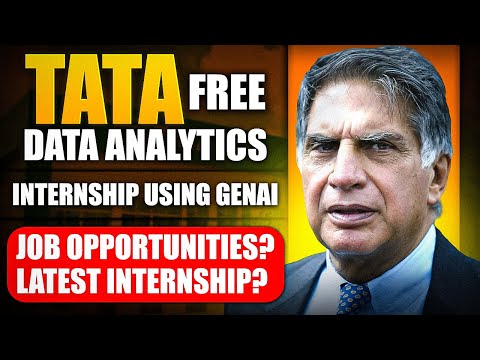 TATA FREE
DATA ANALYTICS
INTERNSHIP USING GENAI
JOB OPPORTUNITIES?
LATEST INTERNSHIP?